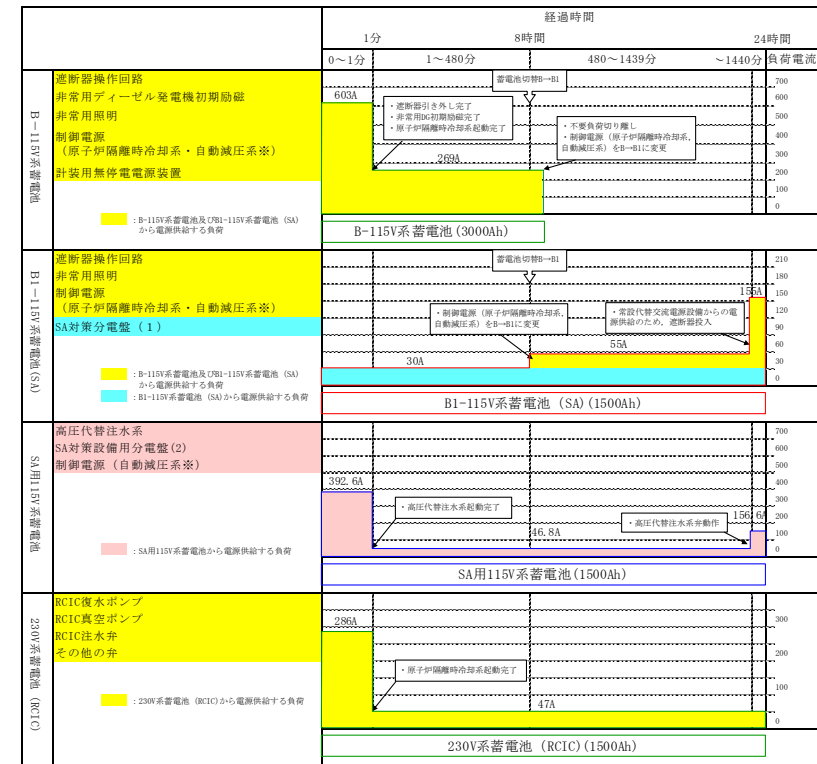 経過時間
1分 8時間 24時間
0～1分 1～480分 480～1439分 ～1440分 負荷電流
B－115V系蓄電池
遮断器操作回路
非常用ディーゼル発電機初期励磁
非常用照明
制御電源
（原子炉隔離時冷却系・自動減圧系※）
計装用無停電電源装置
：B-115V系蓄電池及びB1-115V系蓄電池（SA）
から電源供給する負荷
蓄電池切替B→B1
603A
・遮断器引き外し完了
・非常用DG初期励磁完了
・原子炉隔離時冷却系起動完了
269A
・不要負荷切り離し
・制御電源（原子炉隔離時冷却系，
自動減圧系）をB→B1に変更
700
600
500
400
300
200
100
0
B-115V系蓄電池(3000Ah)
B1－115V系蓄電池(SA)
遮断器操作回路
非常用照明
制御電源
（原子炉隔離時冷却系・自動減圧系※）
SA対策分電盤（1）
：B-115V系蓄電池及びB1-115V系蓄電池（SA）
から電源供給する負荷
：B1-115V系蓄電池（SA)から電源供給する負荷
蓄電池切替B→B1
・制御電源（原子炉隔離時冷却系，
自動減圧系）をB→B1に変更
・常設代替交流電源設備からの電
源供給のため，遮断器投入
30A
55A
155A
210
180
150
120
90
60
30
0
B1-115V系蓄電池（SA)(1500Ah)
SA用115V系蓄電池
高圧代替注水系
SA対策設備用分電盤(2)
制御電源（自動減圧系※）
：SA用115V系蓄電池から電源供給する負荷
392.6A
・高圧代替注水系起動完了
46.8A
・高圧代替注水系弁動作
156.6A
700
600
500
400
300
200
100
0
SA用115V系蓄電池(1500Ah)
230V系蓄電池（RCIC)
RCIC復水ポンプ
RCIC真空ポンプ
RCIC注水弁
その他の弁
：230V系蓄電池（RCIC)から電源供給する負荷
286A
・原子炉隔離時冷却系起動完了
47A
300
200
100
0
230V系蓄電池（RCIC)(1500Ah)